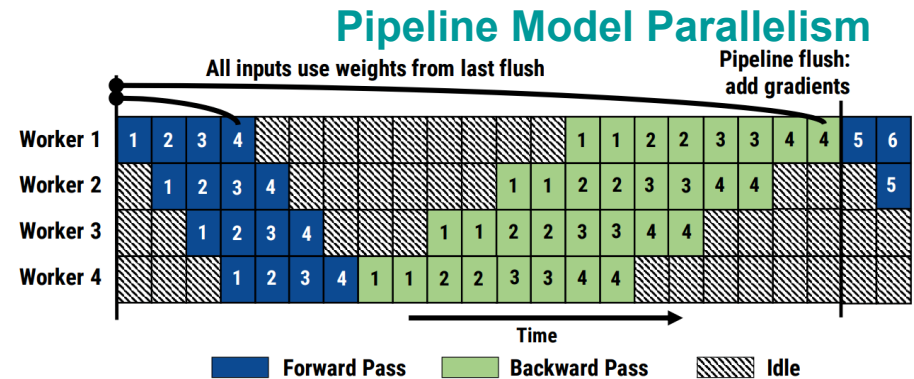 Pipeline Model Parallelism
All inputs use weights from last flush
Pipeline flush:
add gradients
Worker 1 1 2 3 4 1 1 2 2 3 3 4 4 5 6
Worker 2 1 2 3 4 1 1 2 2 3 3 4 4 5
Worker 3 1 2 3 4 1 1 2 2 3 3 4 4
Worker 4 1 2 3 4 1 1 2 2 3 3 4 4
Time
Forward Pass Backward Pass Idle